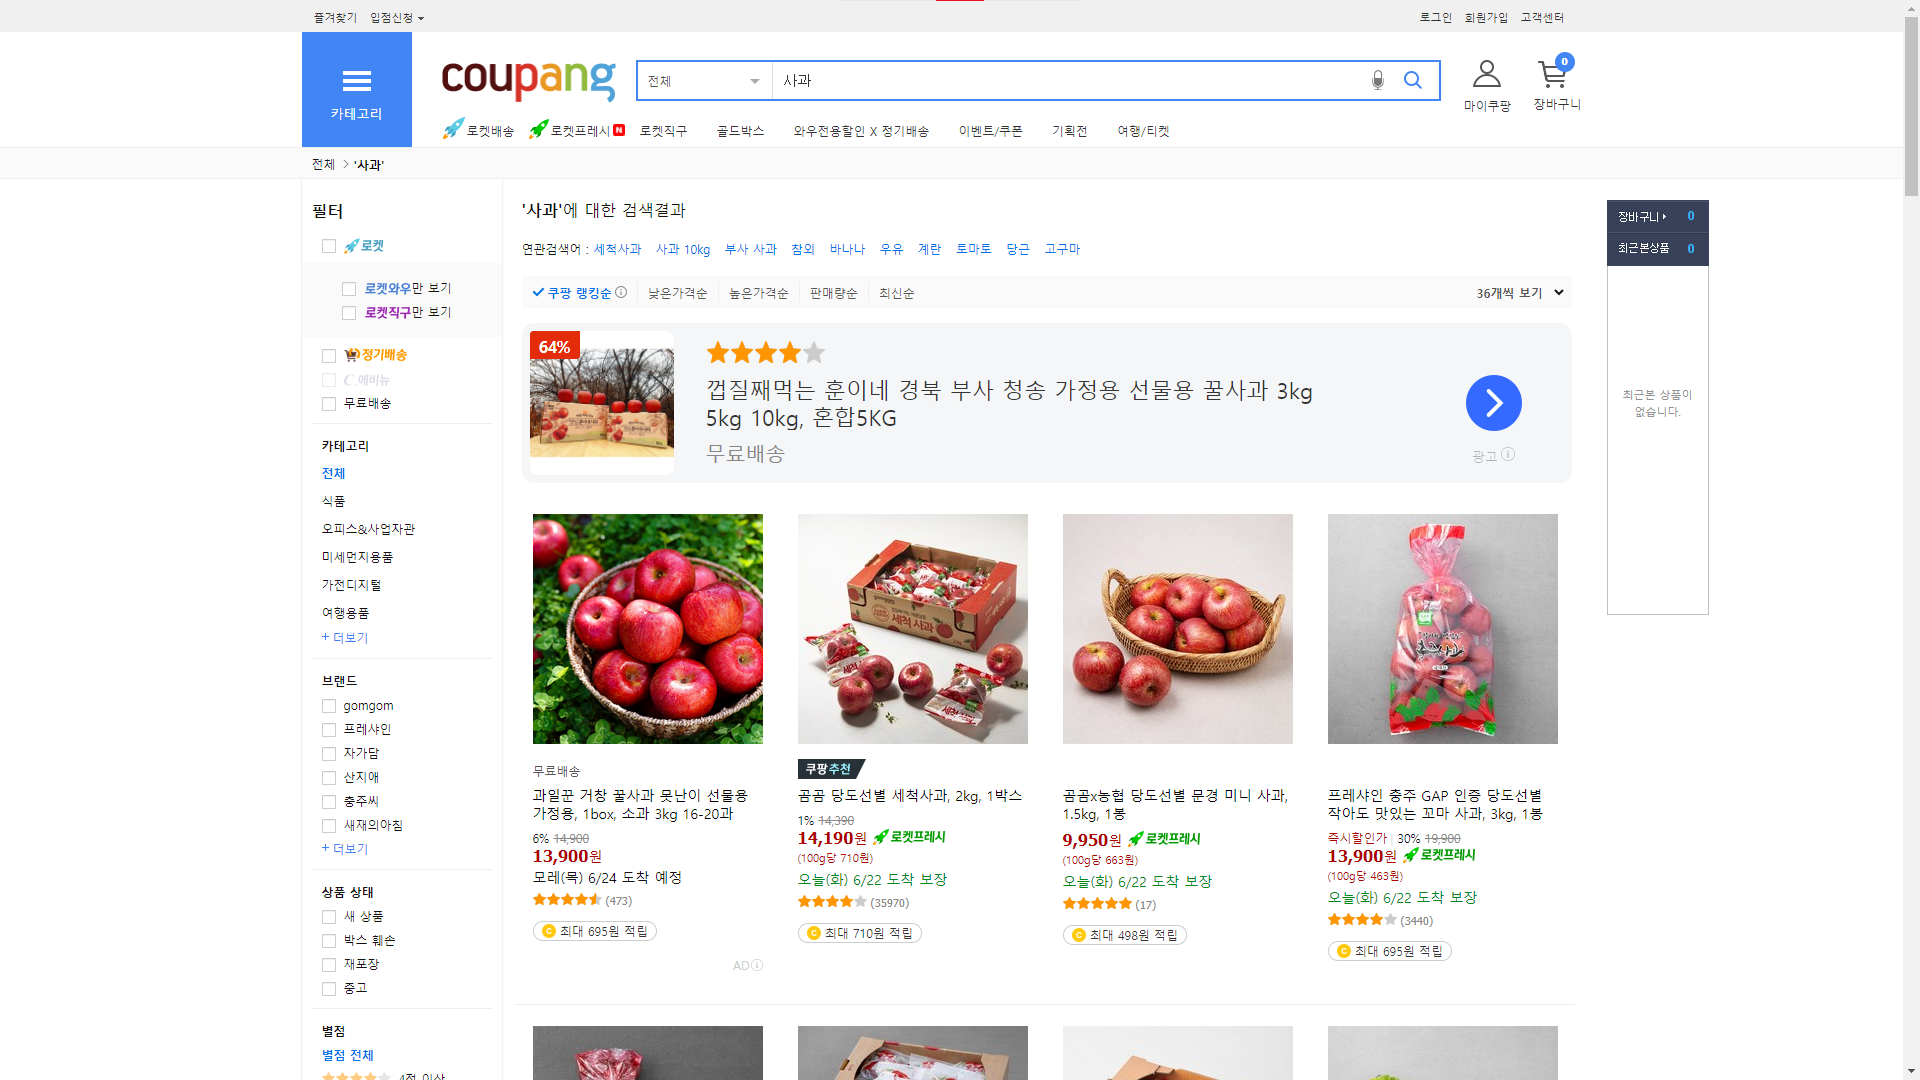 즐겨찾기 입점신청
로그인 회원가입 고객센터
카테고리
coupang
전체
사과
마이쿠팡
0
장바구니
로켓배송 로켓프레시 N 로켓직구 골드박스 와우전용할인 X 정기배송 이벤트/쿠폰 기획전 여행/티켓
전체 > '사과'
필터
로켓
로켓와우만 보기
로켓직구만 보기
정기배송
C.에비뉴
무료배송
카테고리
전체
식품
오피스&사업자관
미세먼지용품
가전디지털
여행용품
+ 더보기
브랜드
gomgom
프레샤인
자가담
산지애
충주씨
새재의아침
+ 더보기
상품 상태
새 상품
박스 훼손
재포장
중고
별점
별점 전체
4점 이상
'사과'에 대한 검색결과
연관검색어 : 세척사과 사과 10kg 부사 사과 참외 바나나 우유 계란 토마토 당근 고구마
쿠팡 랭킹순 낮은가격순 높은가격순 판매량순 최신순
36개씩 보기
64%
껍질째먹는 훈이네 경북 부사 청송 가정용 선물용 꿀사과 3kg
5kg 10kg, 혼합5KG
무료배송
광고
무료배송
과일꾼 거창 꿀사과 못난이 선물용
가정용, 1box, 소과 3kg 16-20과
6% 14,900
13,900원
모레(목) 6/24 도착 예정
(473)
최대 695원 적립
AD
세척 사과
세척사과
쿠팡추천
곰곰 당도선별 세척사과, 2kg, 1박스
1% 14,390
14,190원 로켓프레시
(100g당 710원)
오늘(화) 6/22 도착 보장
(35970)
최대 710원 적립
곰곰x농협 당도선별 문경 미니 사과,
1.5kg, 1봉
9,950원 로켓프레시
(100g당 663원)
오늘(화) 6/22 도착 보장
(17)
최대 498원 적립
프레샤인 충주 GAP 인증 당도선별
작아도 맛있는 꼬마 사과, 3kg, 1봉
즉시할인가 30% 19,900
13,900원 로켓프레시
(100g당 463원)
오늘(화) 6/22 도착 보장
(3440)
최대 695원 적립
장바구니 0
최근본상품 0
최근본 상품이
없습니다.